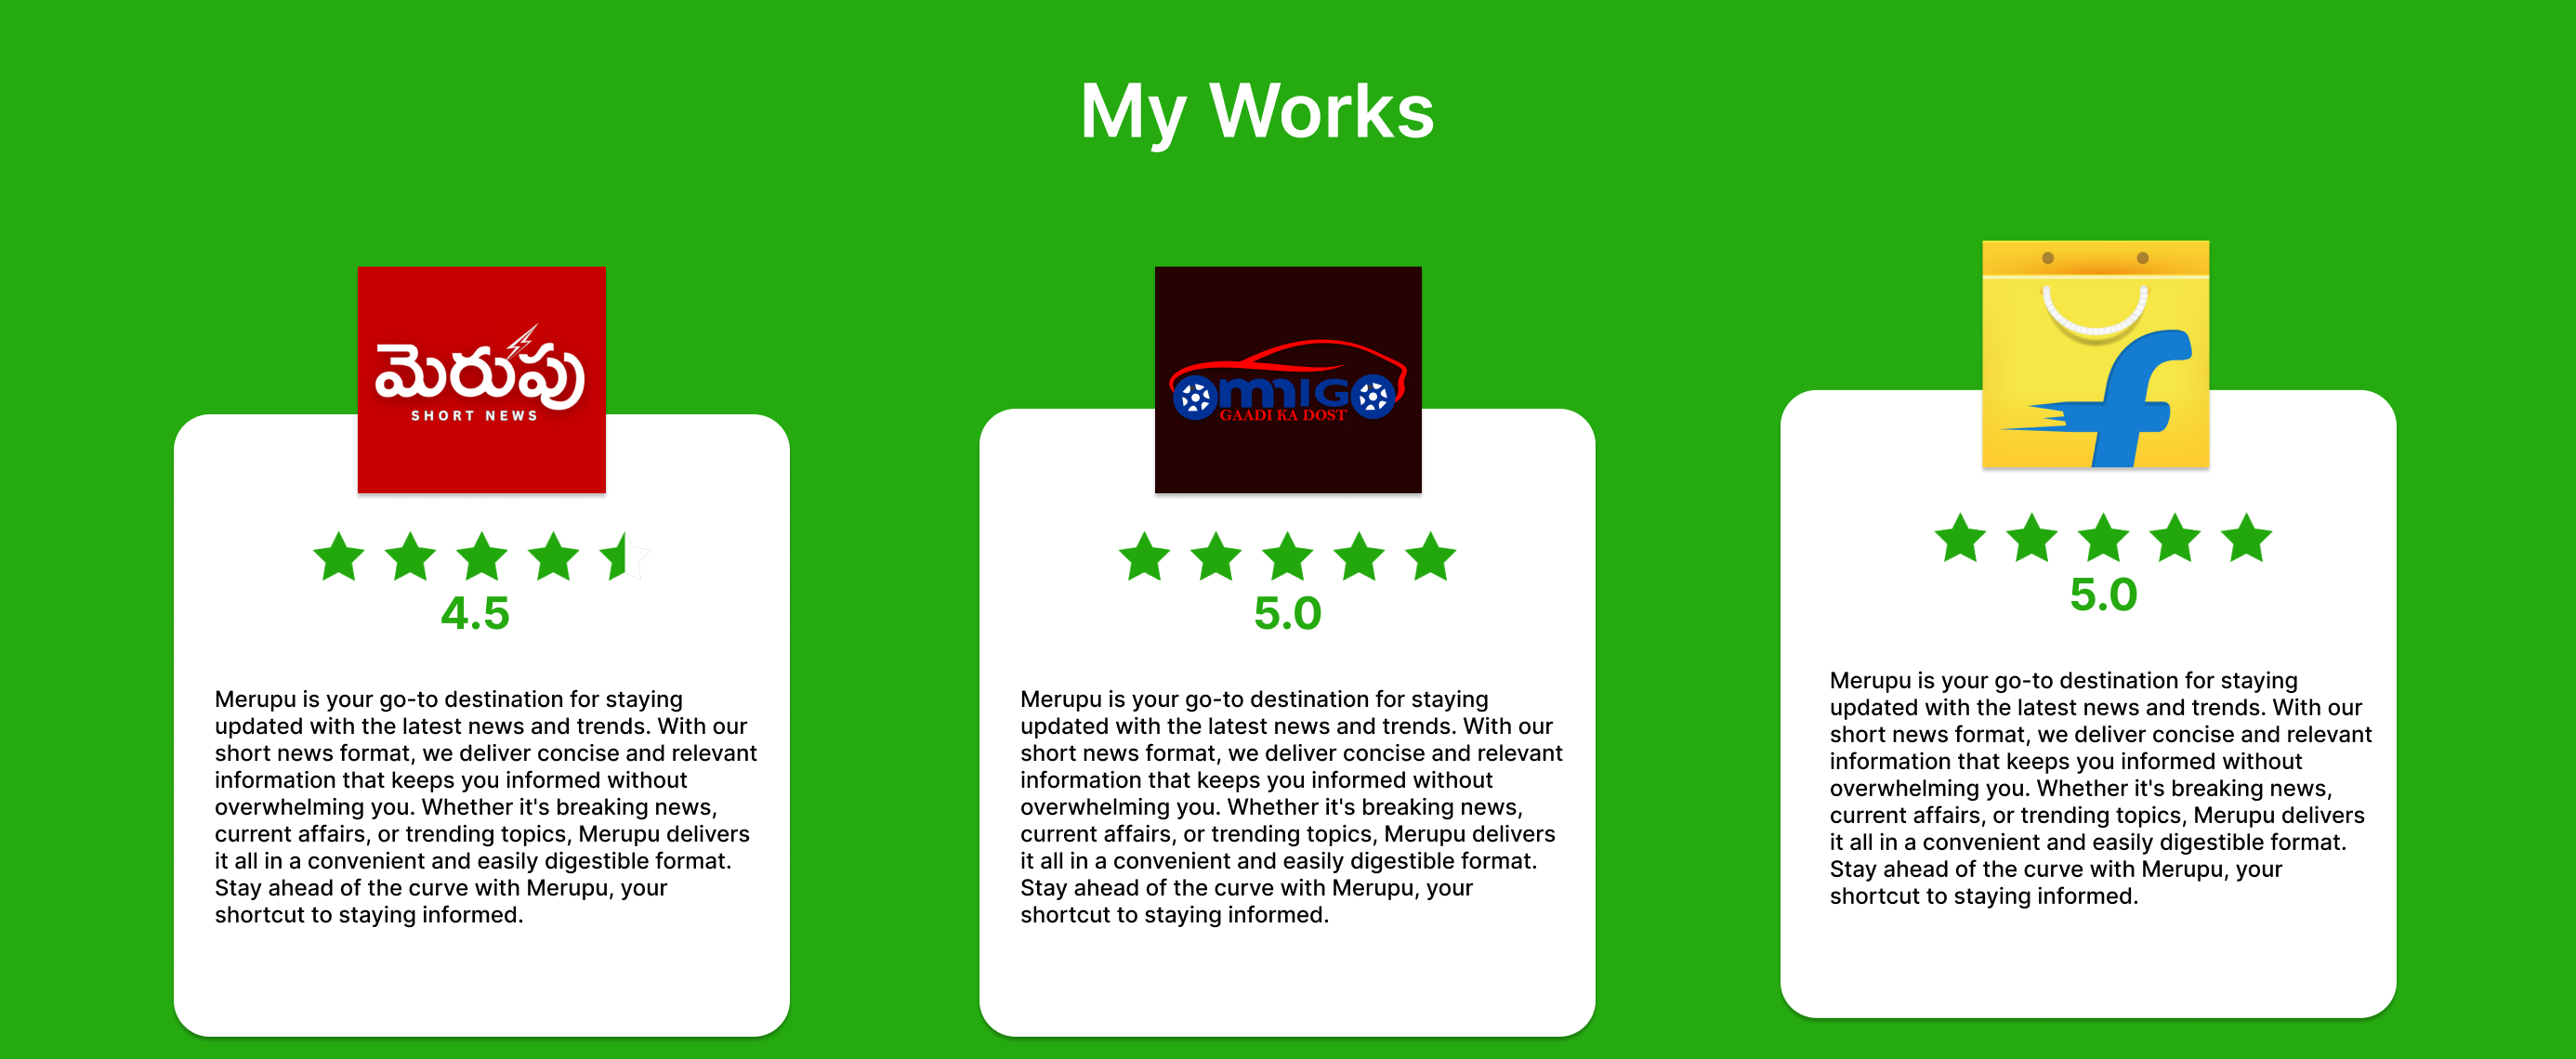 My Works
మెరుపు
SHORT NEWS
4.5
Merupu is your go-to destination for staying
updated with the latest news and trends. With our
short news format, we deliver concise and relevant
information that keeps you informed without
overwhelming you. Whether it's breaking news,
current affairs, or trending topics, Merupu delivers
it all in a convenient and easily digestible format.
Stay ahead of the curve with Merupu, your
shortcut to staying informed.
OMMIGO
GAADI KA DOST
5.0
Merupu is your go-to destination for staying
updated with the latest news and trends. With our
short news format, we deliver concise and relevant
information that keeps you informed without
overwhelming you. Whether it's breaking news,
current affairs, or trending topics, Merupu delivers
it all in a convenient and easily digestible format.
Stay ahead of the curve with Merupu, your
shortcut to staying informed.
f
5.0
Merupu is your go-to destination for staying
updated with the latest news and trends. With our
short news format, we deliver concise and relevant
information that keeps you informed without
overwhelming you. Whether it's breaking news,
current affairs, or trending topics, Merupu delivers
it all in a convenient and easily digestible format.
Stay ahead of the curve with Merupu, your
shortcut to staying informed.